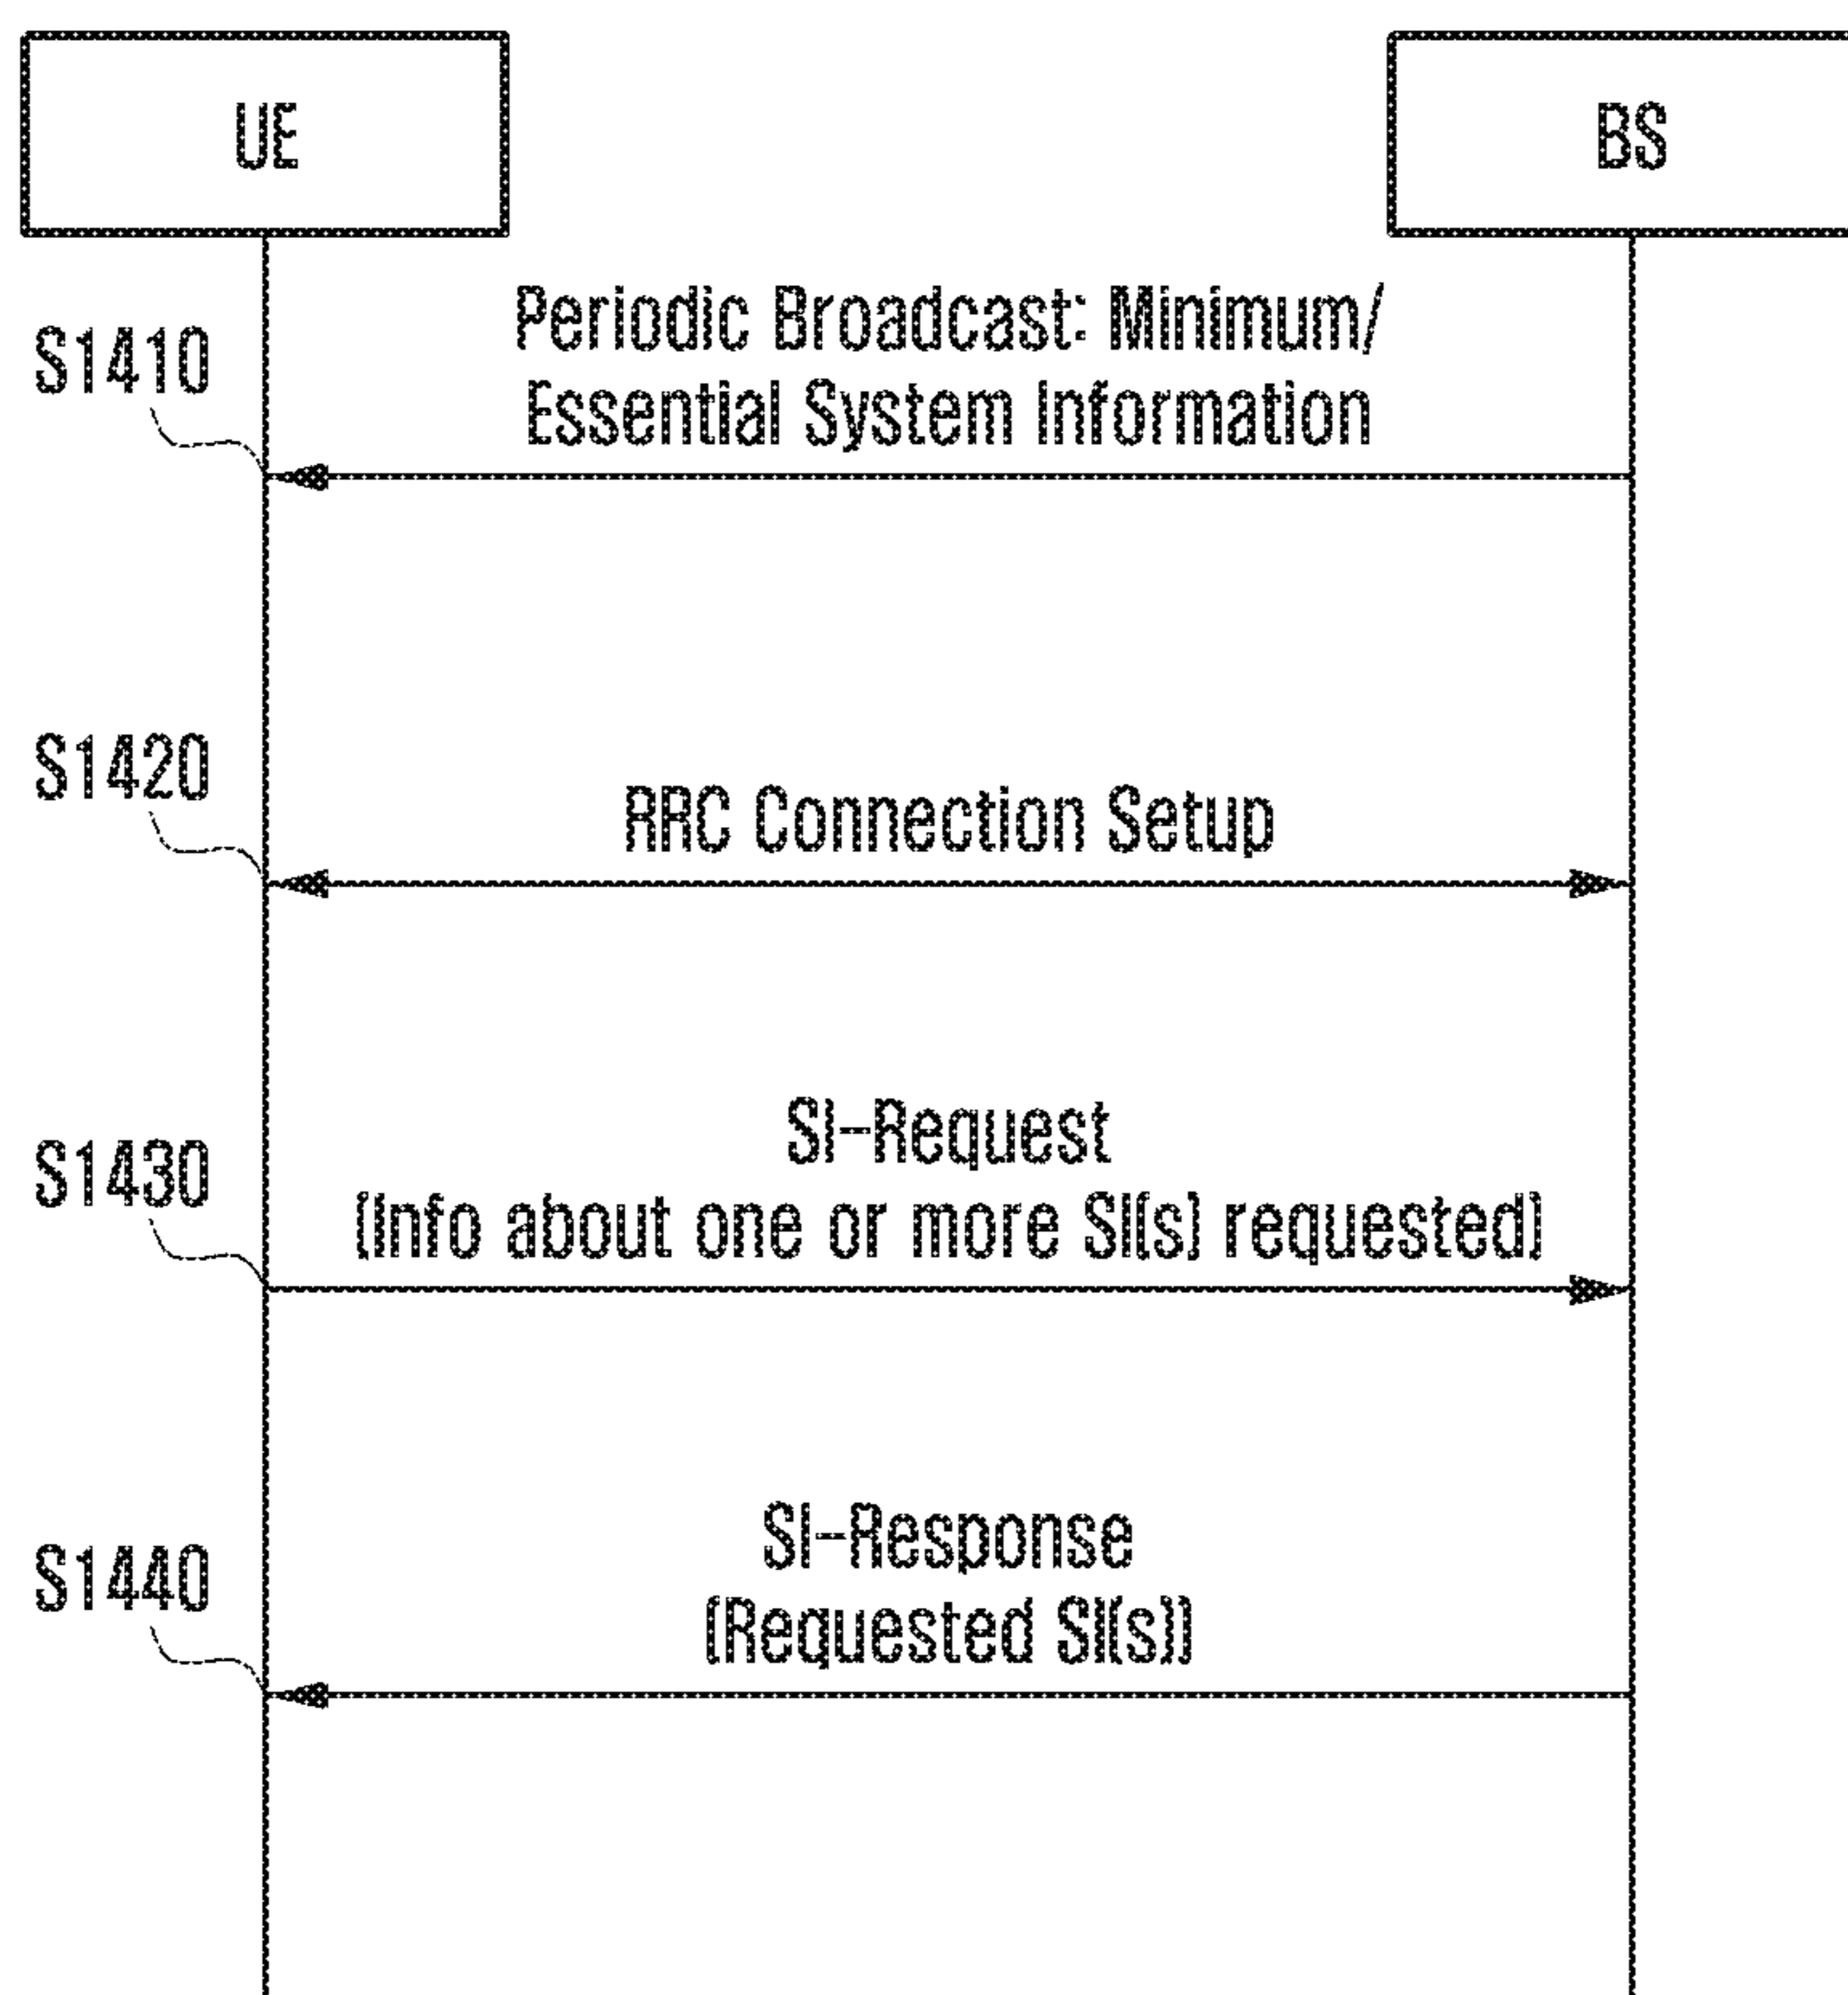 UE
BS
Periodic Broadcast: Minimum/
Essential System Information
S1410
S1420
RRC Connection Setup
SI-Request
(Info about one or more SI(s) requested)
S1430
SI-Response
(Requested SI(s))
S1440